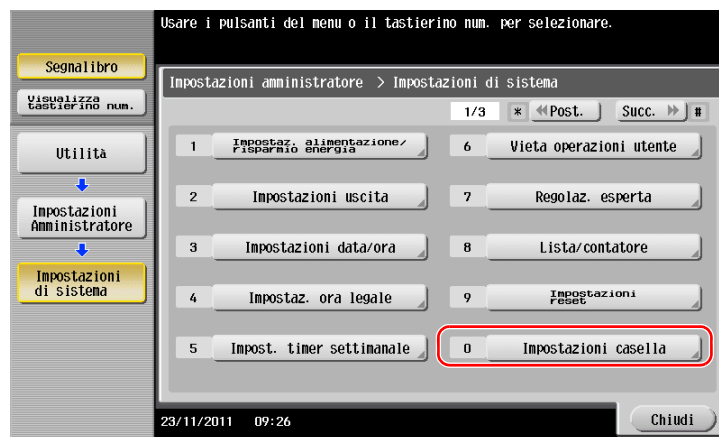 Usare i pulsanti del menu o il tastierino num. per selezionare.
Segnalibro
Visualizza
tastierino num.
Utilità
Impostazioni
Amministratore
Impostazioni
di sistema
Impostazioni amministratore > Impostazioni di sistema
1/3 * Post. Succ. #
1 Impostaz. alimentazione/
risparmio energia
6 Vieta operazioni utente
2 Impostazioni uscita
7 Regolaz. esperta
3 Impostazioni data/ora
8 Lista/contatore
4 Impostaz. ora legale
9 Impostazioni
reset
5 Impost. timer settimanale
0 Impostazioni casella
23/11/2011 09:26
Chiudi